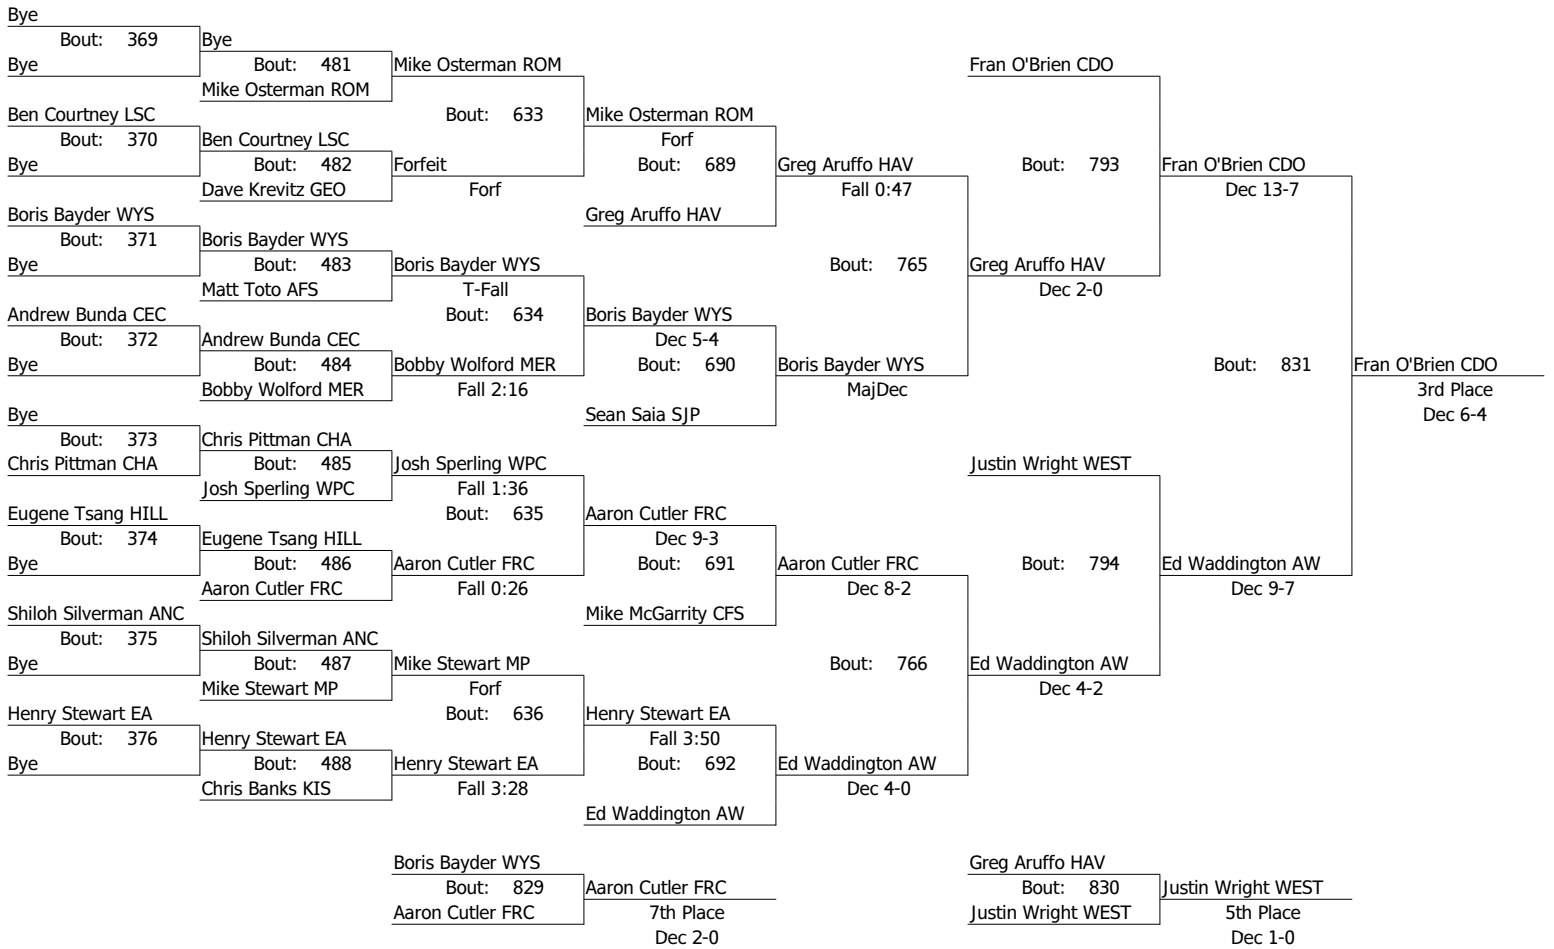 Bye
Bout: 369
Bye
Bye
Bout: 481
Mike Osterman ROM
Mike Osterman ROM
Fran O'Brien CDO
Ben Courtney LSC
Bout: 633
Mike Osterman ROM
Bout: 370
Ben Courtney LSC
Forf
Bye
Bout: 482
Forfeit
Bout: 689
Greg Aruffo HAV
Bout: 793
Fran O'Brien CDO
Dave Krevitz GEO
Forf
Fall 0:47
Dec 13-7
Boris Bayder WYS
Greg Aruffo HAV
Bout: 371
Boris Bayder WYS
Bye
Bout: 483
Boris Bayder WYS
Bout: 765
Greg Aruffo HAV
Matt Toto AFS
T-Fall
Dec 2-0
Andrew Bunda CEC
Bout: 634
Boris Bayder WYS
Bout: 372
Andrew Bunda CEC
Dec 5-4
Bye
Bout: 484
Bobby Wolford MER
Bout: 690
Boris Bayder WYS
Bout: 831
Fran O'Brien CDO
Bobby Wolford MER
Fall 2:16
MajDec
3rd Place
Bye
Sean Saia SJP
Dec 6-4
Bout: 373
Chris Pittman CHA
Chris Pittman CHA
Bout: 485
Josh Sperling WPC
Justin Wright WEST
Josh Sperling WPC
Fall 1:36
Eugene Tsang HILL
Bout: 635
Aaron Cutler FRC
Bout: 374
Eugene Tsang HILL
Dec 9-3
Bye
Bout: 486
Aaron Cutler FRC
Bout: 691
Aaron Cutler FRC
Bout: 794
Ed Waddington AW
Aaron Cutler FRC
Fall 0:26
Dec 8-2
Dec 9-7
Shiloh Silverman ANC
Mike McGarrity CFS
Bout: 375
Shiloh Silverman ANC
Bye
Bout: 487
Mike Stewart MP
Bout: 766
Ed Waddington AW
Mike Stewart MP
Forf
Dec 4-2
Henry Stewart EA
Bout: 636
Henry Stewart EA
Bout: 376
Henry Stewart EA
Fall 3:50
Bye
Bout: 488
Henry Stewart EA
Bout: 692
Ed Waddington AW
Chris Banks KIS
Fall 3:28
Dec 4-0
Ed Waddington AW
Boris Bayder WYS
Greg Aruffo HAV
Bout: 829
Aaron Cutler FRC
Bout: 830
Justin Wright WEST
Aaron Cutler FRC
7th Place
Justin Wright WEST
5th Place
Dec 2-0
Dec 1-0